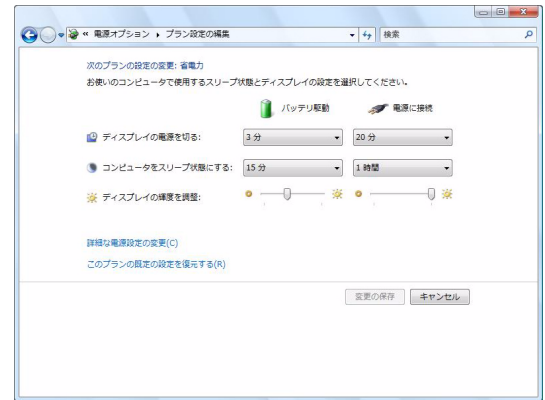 « 電源オプション ▸ プラン設定の編集 検索
次のプランの設定の変更: 省電力
お使いのコンピュータで使用するスリープ状態とディスプレイの設定を選択してください。
バッテリ駆動 電源に接続
ディスプレイの電源を切る: 3 分 20 分
コンピュータをスリープ状態にする: 15 分 1 時間
ディスプレイの輝度を調整:
詳細な電源設定の変更(C)
このプランの既定の設定を復元する(R)
変更の保存 キャンセル